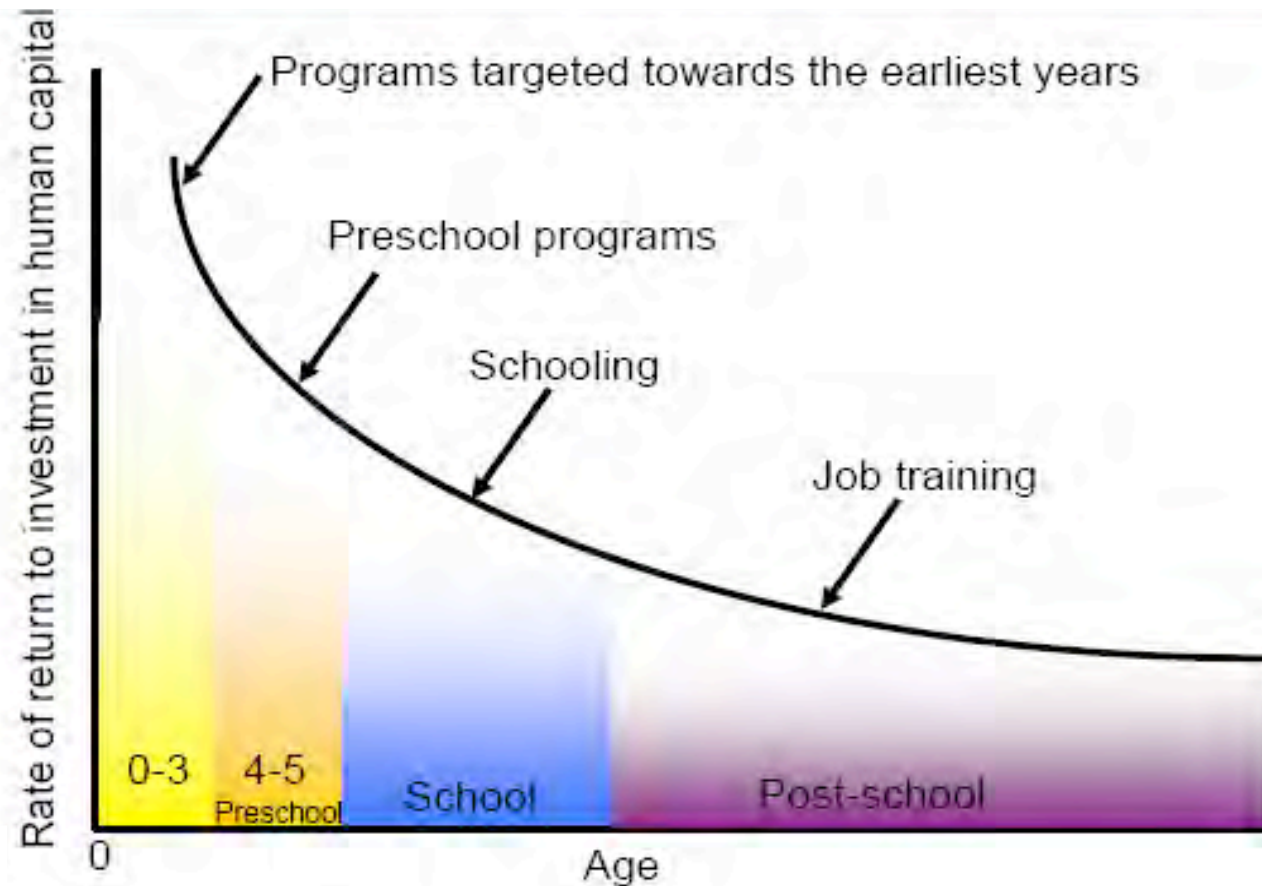 Rate of return to investment in human capital
Programs targeted towards the earliest years
Preschool programs
Schooling
Job training
0-3
4-5
Preschool
School
Post-school
0
Age